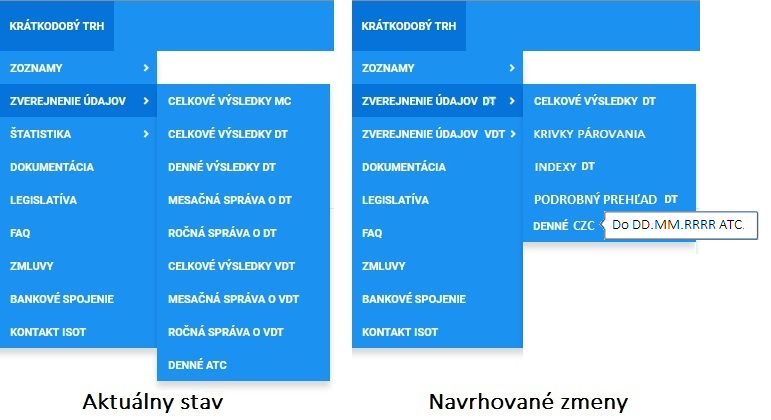 KRÁTKODOBÝ TRH
ZOZNAMY
ZVEREJNENIE ÚDAJOV
ŠTATISTIKA
DOKUMENTÁCIA
LEGISLATÍVA
FAQ
ZMLUVY
BANKOVÉ SPOJENIE
KONTAKT ISOT
CELKOVÉ VÝSLEDKY MC
CELKOVÉ VÝSLEDKY DT
DENNÉ VÝSLEDKY DT
MESAČNÁ SPRÁVA O DT
ROČNÁ SPRÁVA O DT
CELKOVÉ VÝSLEDKY VDT
MESAČNÁ SPRÁVA O VDT
ROČNÁ SPRÁVA O VDT
DENNÉ ATC
Aktuálny stav
KRÁTKODOBÝ TRH
ZOZNAMY
ZVEREJNENIE ÚDAJOV DT
ZVEREJNENIE ÚDAJOV VDT
DOKUMENTÁCIA
LEGISLATÍVA
FAQ
ZMLUVY
BANKOVÉ SPOJENIE
KONTAKT ISOT
CELKOVÉ VÝSLEDKY DT
KRIVKY PÁROVANIA
INDEXY DT
PODROBNÝ PREHĽAD DT
DENNÉ CZC
Do DD.MM.RRRR ATC.
Navrhované zmeny